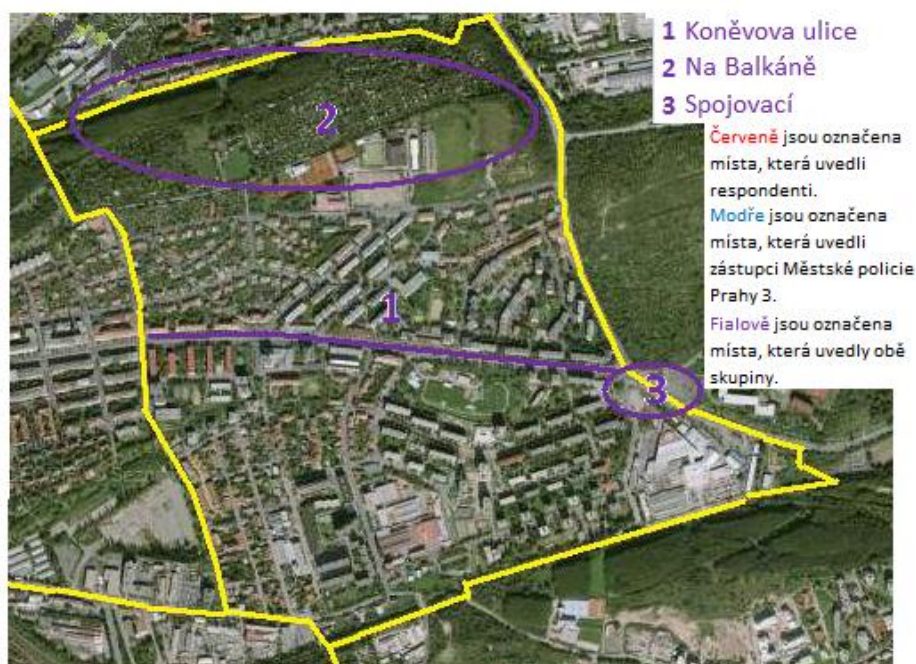 1 Koněvova ulice
2 Na Balkáně
3 Spojovací
Červeně jsou označena
místa, která uvedli
respondenti.
Modře jsou označena
místa, která uvedli
zástupci Městské policie
Prahy 3.
Fialově jsou označena
místa, která uvedly obě
skupiny.
2
1
3